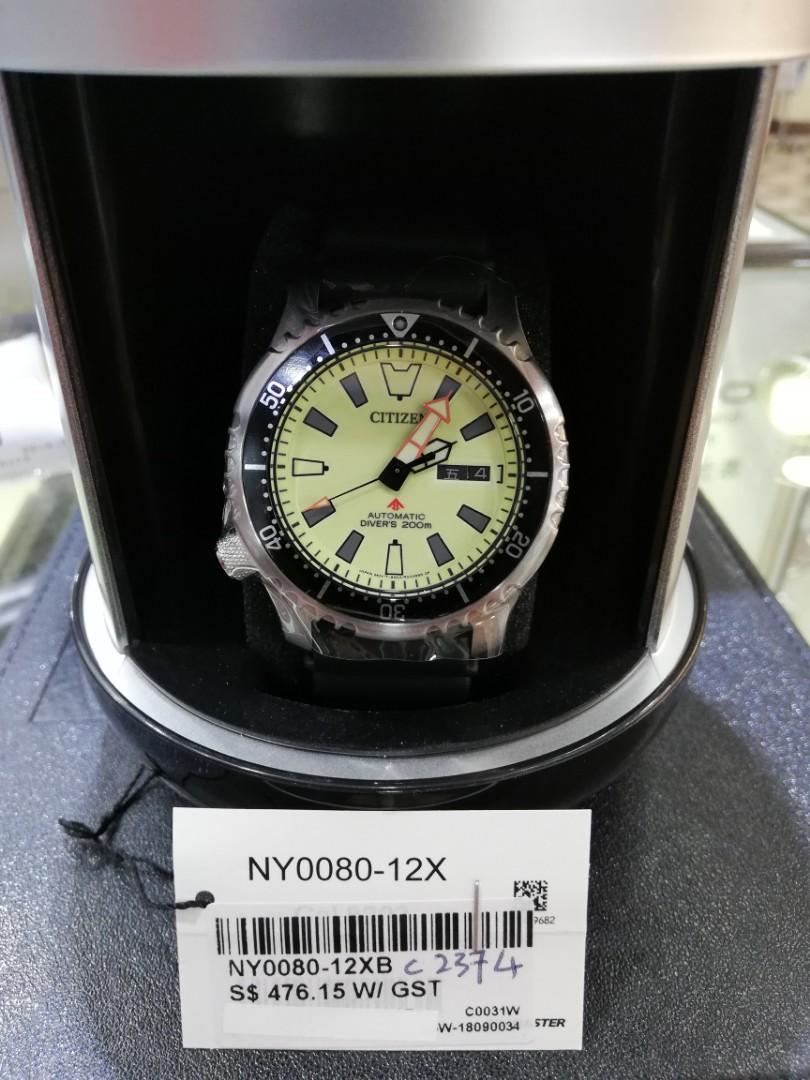 50
10
CITIZEN
五 4
40
20
AUTOMATIC
DIVER'S 200m
30
NY0080-12X
9682
NY0080-12XB C2374
S$ 476.15 W/ GST
C0031W
W-18090034
STER